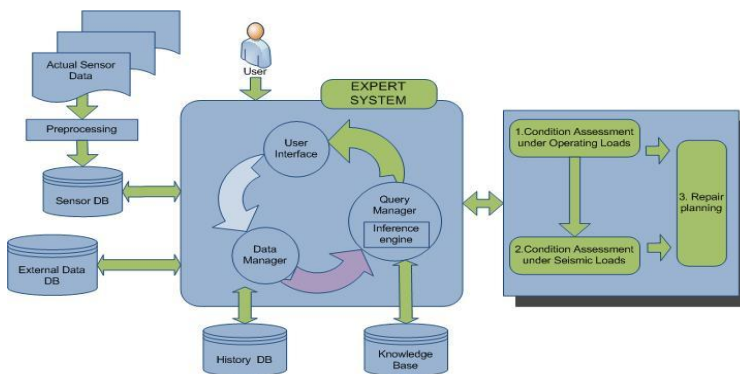 Actual Sensor
Data
Preprocessing
Sensor DB
External Data
DB
User
EXPERT
SYSTEM
User
Interface
Query
Manager
Inference
engine
Data
Manager
History DB
Knowledge
Base
1.Condition Assessment
under Operating Loads
2.Condition Assessment
under Seismic Loads
3. Repair
planning